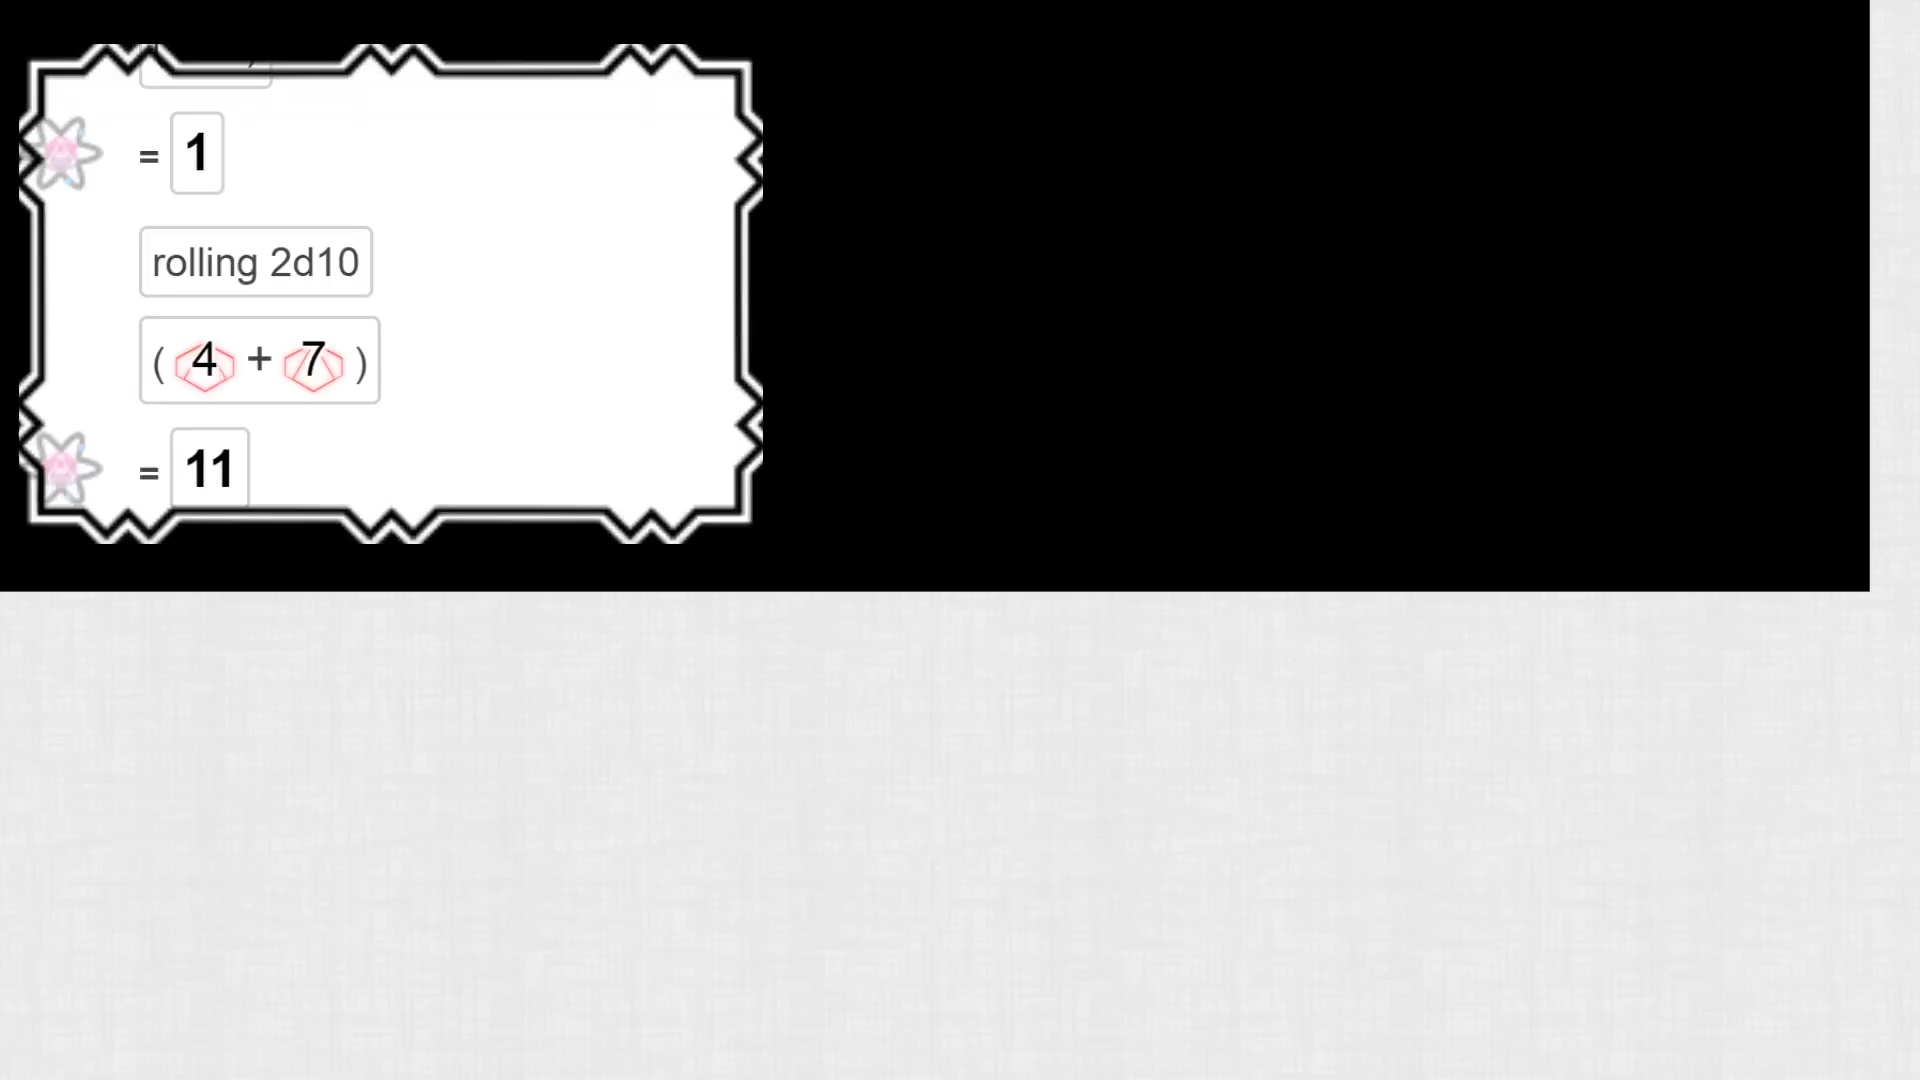 = 1
rolling 2d10
( 4 + 7 )
= 11